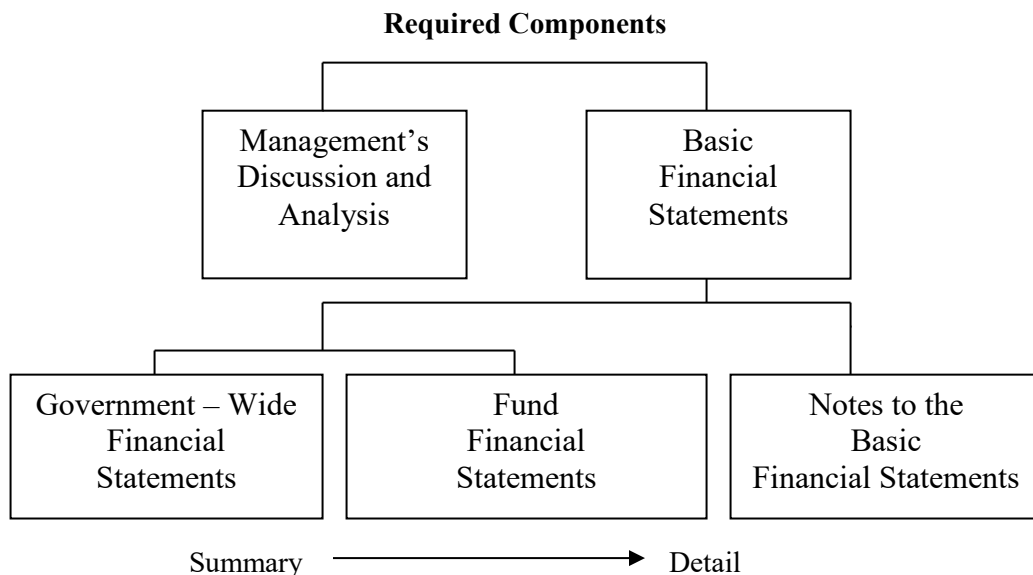 Required Components
Management’s
Discussion and
Analysis
Basic
Financial
Statements
Government – Wide
Financial
Statements
Fund
Financial
Statements
Notes to the
Basic
Financial Statements
Summary
Detail